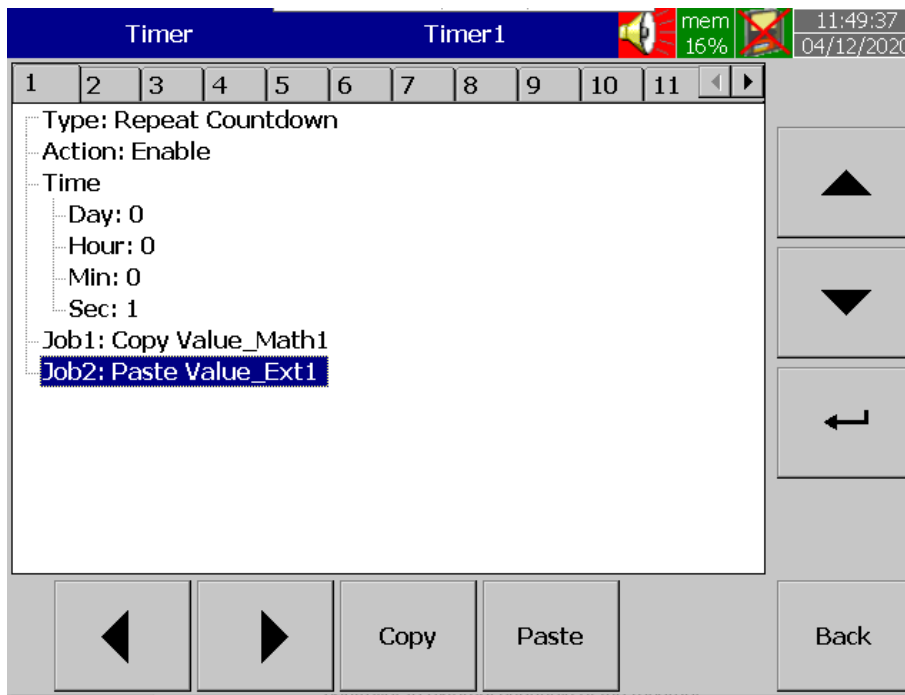 Timer Timer1 mem 16% 11:49:37 04/12/2020
1 2 3 4 5 6 7 8 9 10 11
Type: Repeat Countdown
Action: Enable
Time
Day: 0
Hour: 0
Min: 0
Sec: 1
Job1: Copy Value_Math1
Job2: Paste Value_Ext1
Copy Paste Back